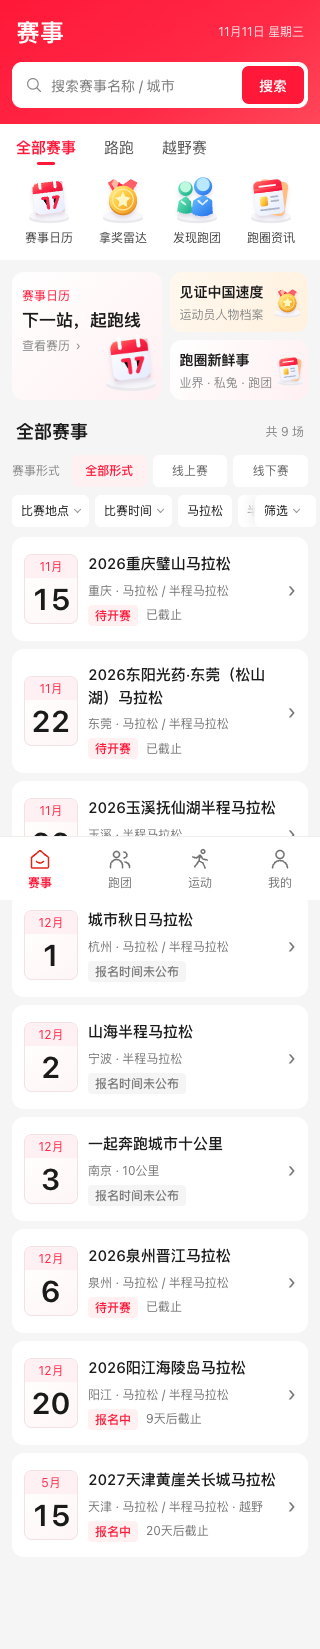 赛事
11月11日 星期三
搜索赛事名称 / 城市
搜索
全部赛事 路跑 越野赛
赛事日历 拿奖雷达 发现跑团 跑圈资讯
赛事日历
下一站，起跑线
查看赛历 ›
见证中国速度
运动员人物档案
跑圈新鲜事
业界 · 私兔 · 跑团
全部赛事
共 9 场
赛事形式 全部形式 线上赛 线下赛
比赛地点 比赛时间 马拉松 筛选
11月
15
2026重庆璧山马拉松
重庆 · 马拉松 / 半程马拉松
待开赛 已截止
11月
22
2026东阳光药·东莞（松山
湖）马拉松
东莞 · 马拉松 / 半程马拉松
待开赛 已截止
11月
2026玉溪抚仙湖半程马拉松
玉溪 · 半程马拉松
赛事 跑团 运动 我的
12月
1
城市秋日马拉松
杭州 · 马拉松 / 半程马拉松
报名时间未公布
12月
2
山海半程马拉松
宁波 · 半程马拉松
报名时间未公布
12月
3
一起奔跑城市十公里
南京 · 10公里
报名时间未公布
12月
6
2026泉州晋江马拉松
泉州 · 马拉松 / 半程马拉松
待开赛 已截止
12月
20
2026阳江海陵岛马拉松
阳江 · 马拉松 / 半程马拉松
报名中 9天后截止
5月
15
2027天津黄崖关长城马拉松
天津 · 马拉松 / 半程马拉松 · 越野
报名中 20天后截止